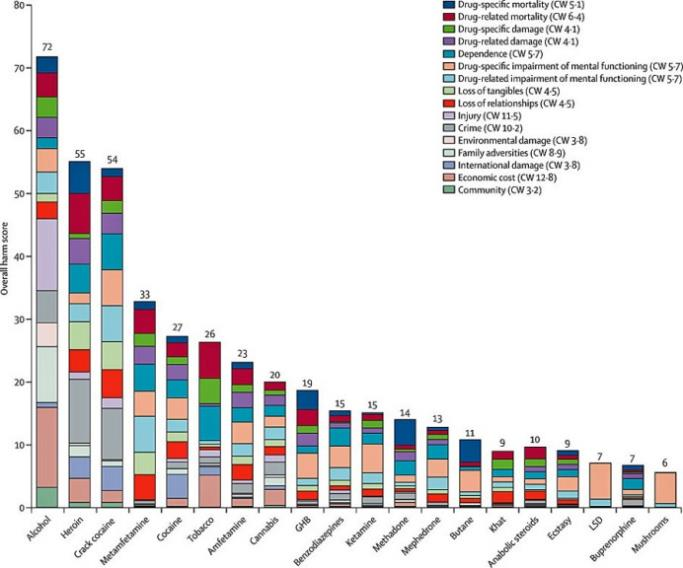 80
70
60
50
40
30
20
10
0
Overall harm score
Drug-specific mortality (CW 5·1)
Drug-related mortality (CW 6·4)
Drug-specific damage (CW 4·1)
Drug-related damage (CW 4·1)
Dependence (CW 5·7)
Drug-specific impairment of mental functioning (CW 5·7)
Drug-related impairment of mental functioning (CW 5·7)
Loss of tangibles (CW 4·5)
Loss of relationships (CW 4·5)
Injury (CW 11·5)
Crime (CW 10·2)
Environmental damage (CW 3·8)
Family adversities (CW 8·9)
International damage (CW 3·8)
Economic cost (CW 12·8)
Community (CW 3·2)
72
55
54
33
27
26
23
20
19
15
15
14
13
11
9
10
9
7
7
6
Alcohol
Heroin
Crack cocaine
Metamfetamine
Cocaine
Tobacco
Amfetamine
Cannabis
GHB
Benzodiazepines
Ketamine
Methadone
Mephedrone
Butane
Khat
Anabolic steroids
Ecstasy
LSD
Buprenorphine
Mushrooms